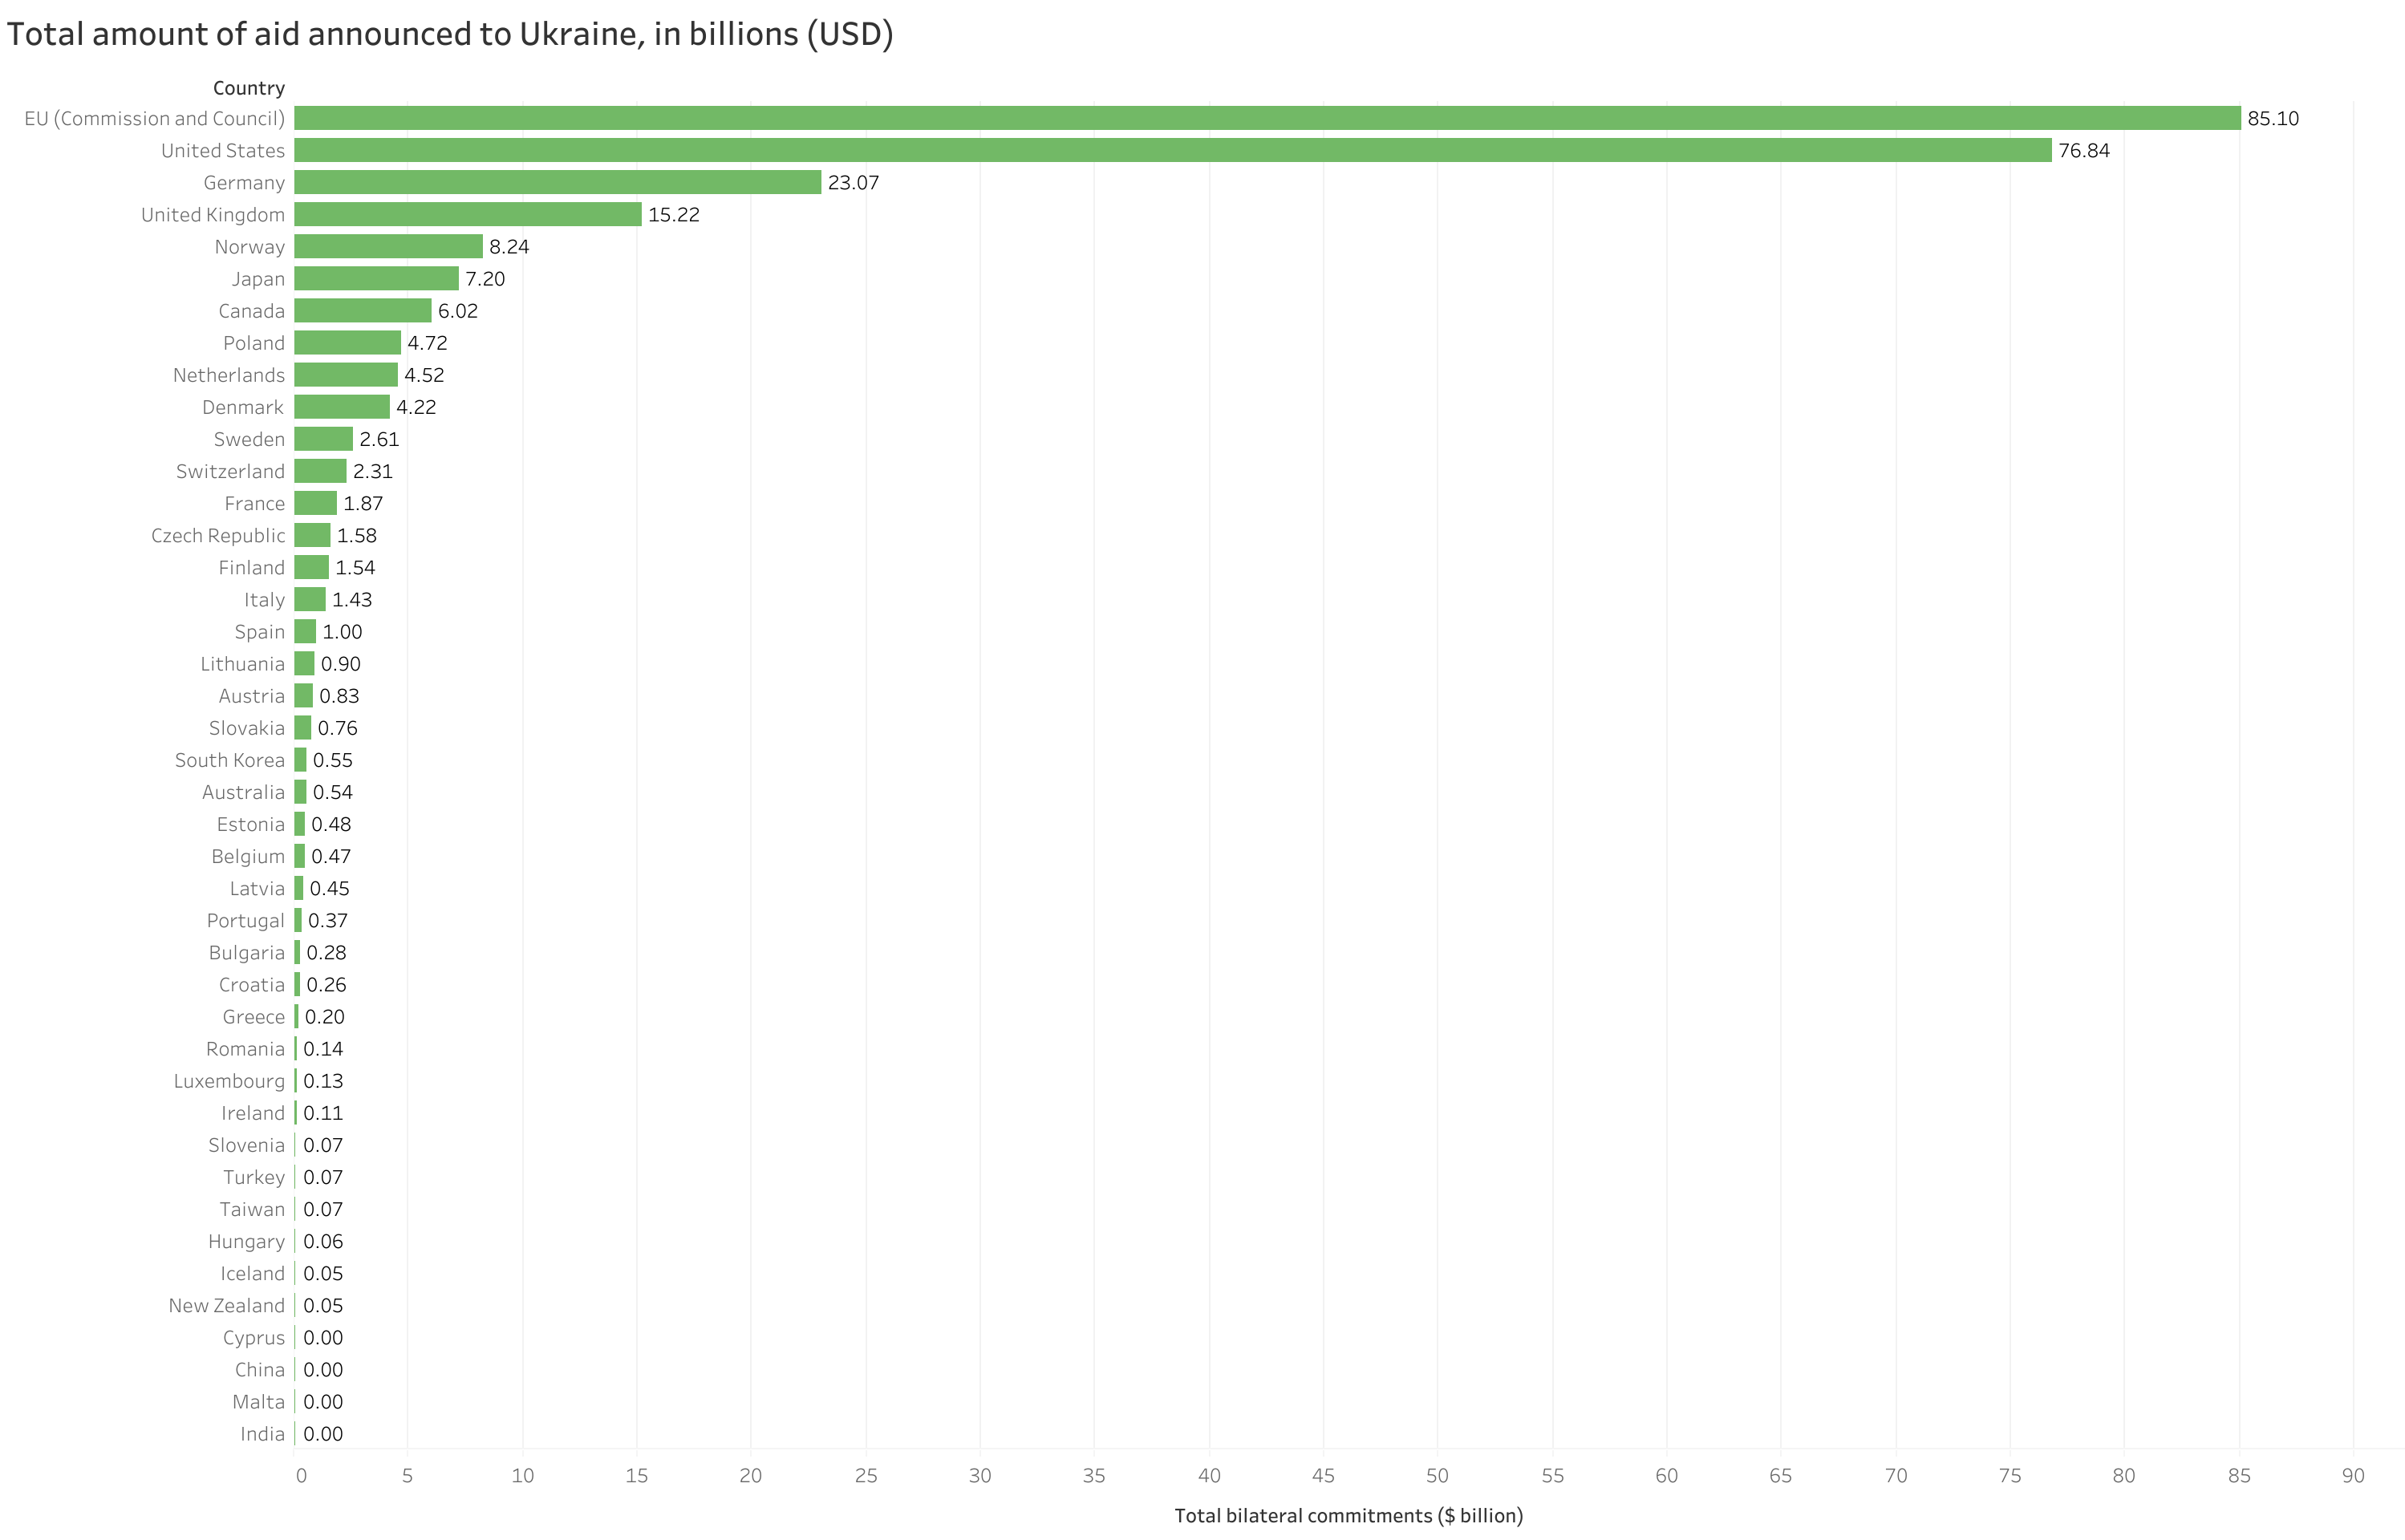 Total amount of aid announced to Ukraine, in billions (USD)
Country
EU (Commission and Council) 85.10
United States 76.84
Germany 23.07
United Kingdom 15.22
Norway 8.24
Japan 7.20
Canada 6.02
Poland 4.72
Netherlands 4.52
Denmark 4.22
Sweden 2.61
Switzerland 2.31
France 1.87
Czech Republic 1.58
Finland 1.54
Italy 1.43
Spain 1.00
Lithuania 0.90
Austria 0.83
Slovakia 0.76
South Korea 0.55
Australia 0.54
Estonia 0.48
Belgium 0.47
Latvia 0.45
Portugal 0.37
Bulgaria 0.28
Croatia 0.26
Greece 0.20
Romania 0.14
Luxembourg 0.13
Ireland 0.11
Slovenia 0.07
Turkey 0.07
Taiwan 0.07
Hungary 0.06
Iceland 0.05
New Zealand 0.05
Cyprus 0.00
China 0.00
Malta 0.00
India 0.00
0 5 10 15 20 25 30 35 40 45 50 55 60 65 70 75 80 85 90
Total bilateral commitments ($ billion)